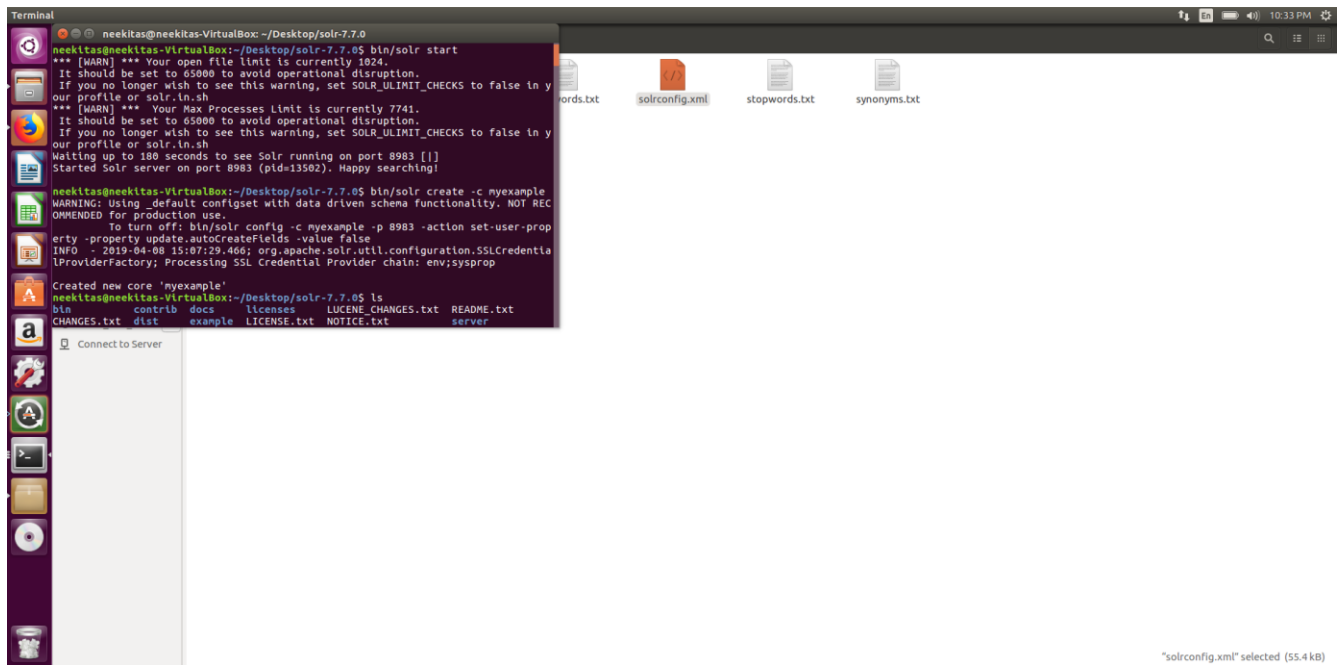 Terminal
En
10:33 PM
neekitas@neekitas-VirtualBox: ~/Desktop/solr-7.7.0
neekitas@neekitas-VirtualBox:~/Desktop/solr-7.7.0$ bin/solr start
*** [WARN] *** Your open file limit is currently 1024.
It should be set to 65000 to avoid operational disruption.
If you no longer wish to see this warning, set SOLR_ULIMIT_CHECKS to false in y
our profile or solr.in.sh
*** [WARN] ***  Your Max Processes Limit is currently 7741.
It should be set to 65000 to avoid operational disruption.
If you no longer wish to see this warning, set SOLR_ULIMIT_CHECKS to false in y
our profile or solr.in.sh
Waiting up to 180 seconds to see Solr running on port 8983 [|]
Started Solr server on port 8983 (pid=13502). Happy searching!
neekitas@neekitas-VirtualBox:~/Desktop/solr-7.7.0$ bin/solr create -c myexample
WARNING: Using _default configset with data driven schema functionality. NOT REC
OMMENDED for production use.
To turn off: bin/solr config -c myexample -p 8983 -action set-user-prop
erty -property update.autoCreateFields -value false
INFO  - 2019-04-08 15:07:29.466; org.apache.solr.util.configuration.SSLCredentia
lProviderFactory; Processing SSL Credential Provider chain: env;sysprop
Created new core 'myexample'
neekitas@neekitas-VirtualBox:~/Desktop/solr-7.7.0$ ls
bin contrib docs licenses LUCENE_CHANGES.txt README.txt
CHANGES.txt dist example LICENSE.txt NOTICE.txt server
ords.txt
solrconfig.xml
stopwords.txt
synonyms.txt
Connect to Server
"solrconfig.xml" selected (55.4 kB)